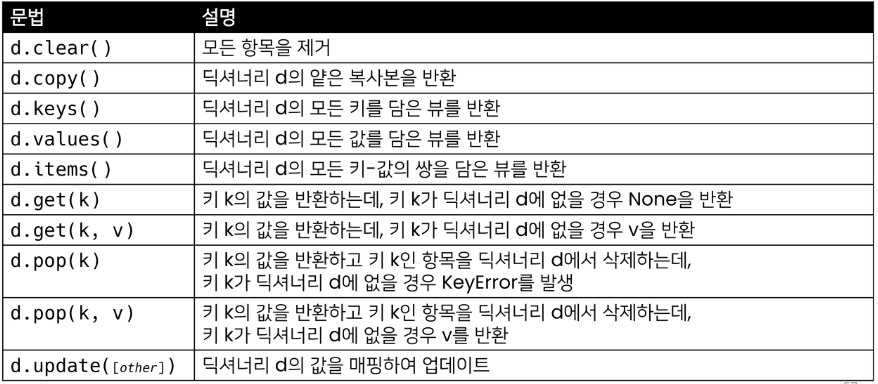 문법 설명
d.clear() 모든 항목을 제거
d.copy() 딕셔너리 d의 얕은 복사본을 반환
d.keys() 딕셔너리 d의 모든 키를 담은 뷰를 반환
d.values() 딕셔너리 d의 모든 값를 담은 뷰를 반환
d.items() 딕셔너리 d의 모든 키-값의 쌍을 담은 뷰를 반환
d.get(k) 키 k의 값을 반환하는데, 키 k가 딕셔너리 d에 없을 경우 None을 반환
d.get(k, v) 키 k의 값을 반환하는데, 키 k가 딕셔너리 d에 없을 경우 v을 반환
d.pop(k) 키 k의 값을 반환하고 키 k인 항목을 딕셔너리 d에서 삭제하는데,
키 k가 딕셔너리 d에 없을 경우 KeyError를 발생
d.pop(k, v) 키 k의 값을 반환하고 키 k인 항목을 딕셔너리 d에서 삭제하는데,
키 k가 딕셔너리 d에 없을 경우 v를 반환
d.update([other]) 딕셔너리 d의 값을 매핑하여 업데이트